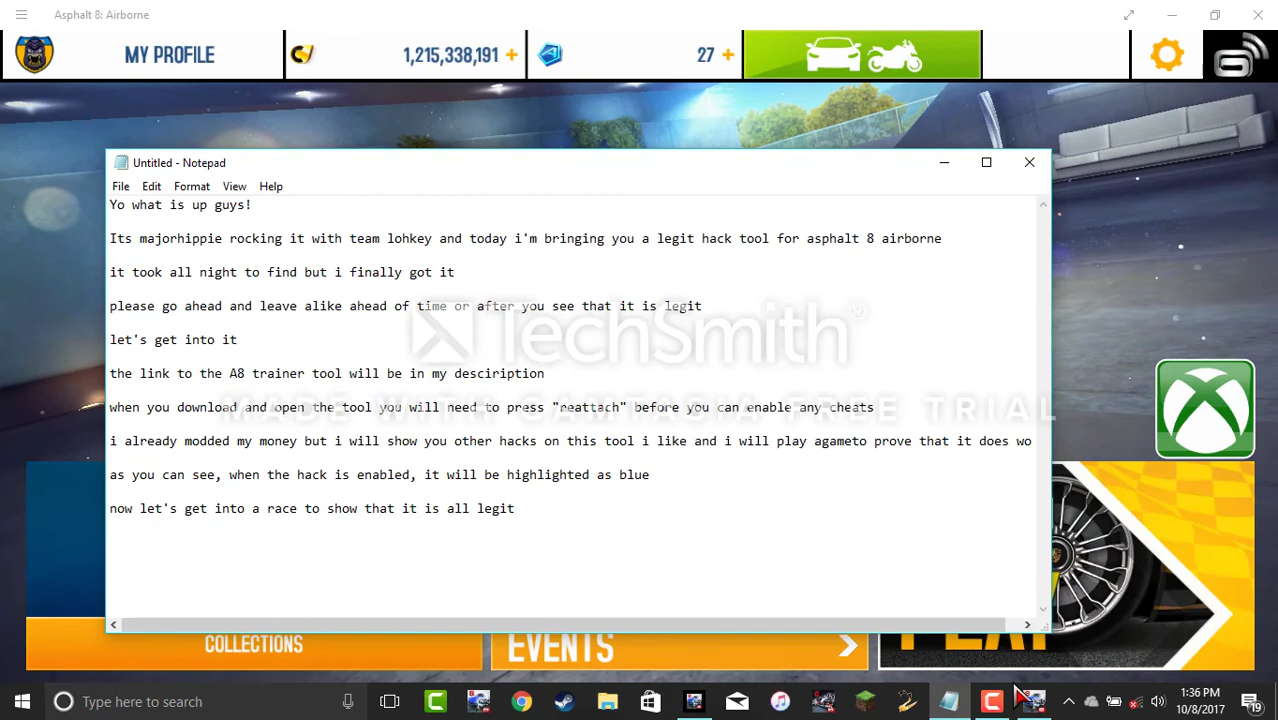 Asphalt 8: Airborne
MY PROFILE
1,215,338,191 +
27 +
Untitled - Notepad
File Edit Format View Help
Yo what is up guys!
Its majorhippie rocking it with team lohkey and today i'm bringing you a legit hack tool for asphalt 8 airborne
it took all night to find but i finally got it
please go ahead and leave alike ahead of time or after you see that it is legit
let's get into it
the link to the A8 trainer tool will be in my desciription
when you download and open the tool you will need to press "reattach" before you can enable any cheats
i already modded my money but i will show you other hacks on this tool i like and i will play agameto prove that it does wo
as you can see, when the hack is enabled, it will be highlighted as blue
now let's get into a race to show that it is all legit
TechSmith®
MADE WITH CAMTASIA FREE TRIAL
COLLECTIONS
EVENTS
PLAY
Type here to search
1:36 PM
10/8/2017
19